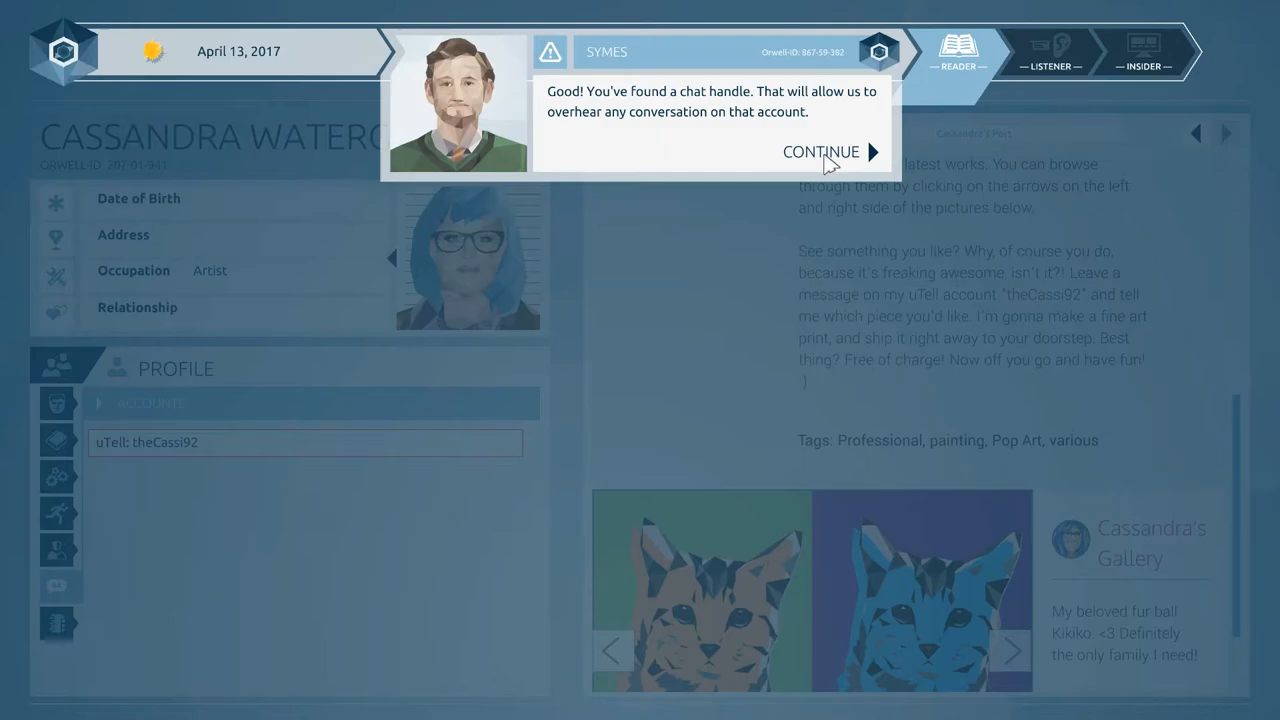 April 13, 2017
SYMES
Orwell-ID: 867-59-382
Good! You've found a chat handle. That will allow us to
overhear any conversation on that account.
CONTINUE
— READER —
— LISTENER —
— INSIDER —
CASSANDRA WATERG
ORWELL-ID: 207-01-941
Date of Birth
Address
Occupation Artist
Relationship
PROFILE
ACCOUNTS
uTell: theCassi92
Cassandra's Post
latest works. You can browse
through them by clicking on the arrows on the left
and right side of the pictures below.
See something you like? Why, of course you do,
because it's freaking awesome, isn't it?! Leave a
message on my uTell account "theCassi92" and tell
me which piece you'd like. I'm gonna make a fine art
print, and ship it right away to your doorstep. Best
thing? Free of charge! Now off you go and have fun!
;)
Tags: Professional, painting, Pop Art, various
Cassandra's
Gallery
My beloved fur ball
Kikiko. <3 Definitely
the only family I need!